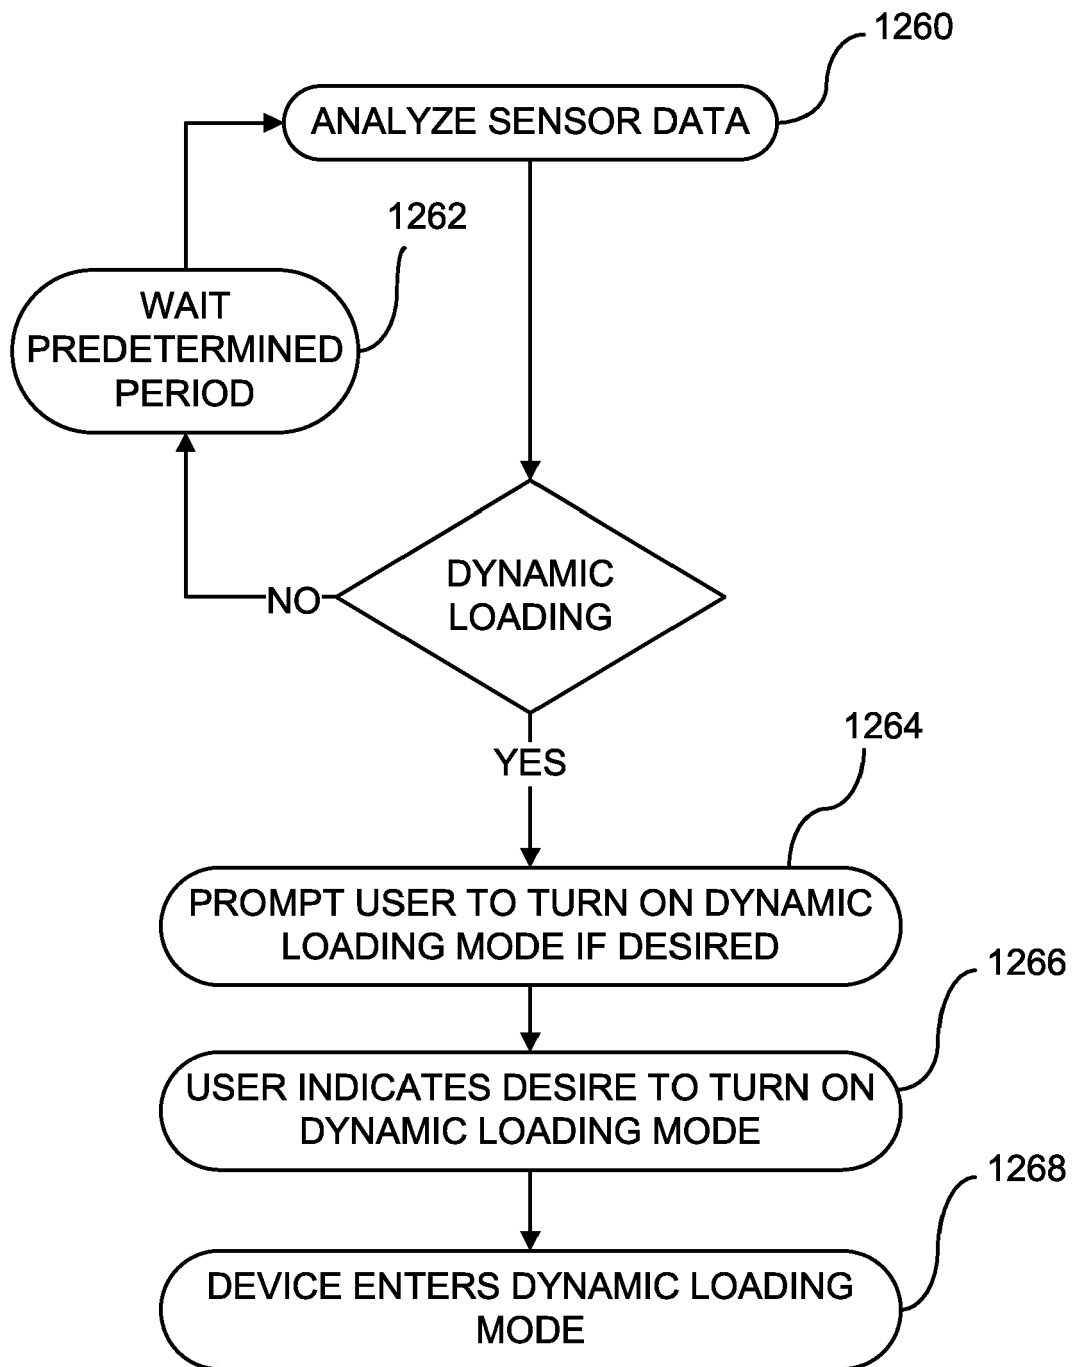 1260
ANALYZE SENSOR DATA
1262
WAIT
PREDETERMINED
PERIOD
DYNAMIC
LOADING
NO
YES
1264
PROMPT USER TO TURN ON DYNAMIC
LOADING MODE IF DESIRED
1266
USER INDICATES DESIRE TO TURN ON
DYNAMIC LOADING MODE
1268
DEVICE ENTERS DYNAMIC LOADING
MODE